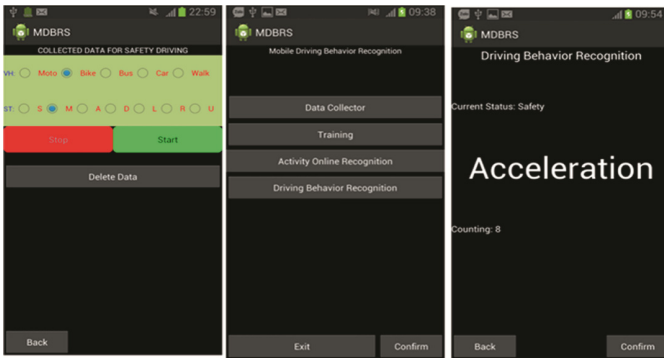 22:59
MDBRS
COLLECTED DATA FOR SAFETY DRIVING
VH: Moto Bike Bus Car Walk
ST: S M A D L R U
Stop Start
Delete Data
Back
09:38
MDBRS
Mobile Driving Behavior Recognition
Data Collector
Training
Activity Online Recognition
Driving Behavior Recognition
Exit Confirm
09:54
MDBRS
Driving Behavior Recognition
Current Status: Safety
Acceleration
Counting: 8
Back Confirm